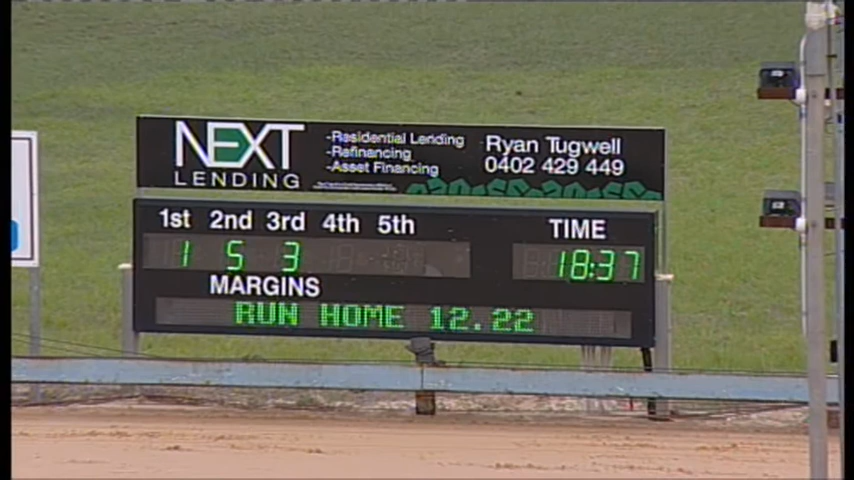 NEXT
LENDING
-Residential Lending
-Refinancing
-Asset Financing
Ryan Tugwell
0402 429 449
1st 2nd 3rd 4th 5th TIME
1 5 3 18:37
MARGINS
RUN HOME 12.22